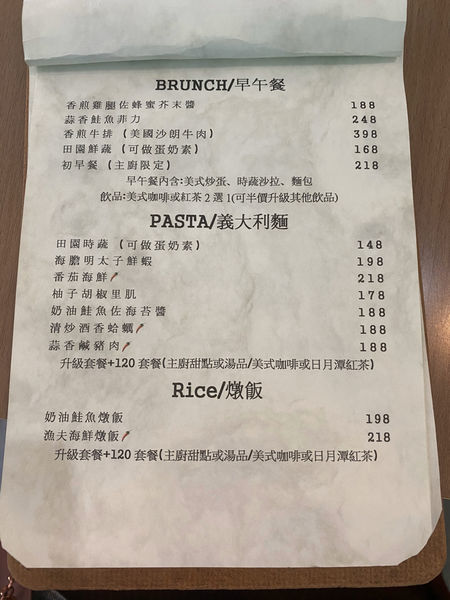 BRUNCH/早午餐
香煎雞腿佐蜂蜜芥末醬 188
蒜香鮭魚菲力 248
香煎牛排 (美國沙朗牛肉) 398
田園鮮蔬 (可做蛋奶素) 168
初早餐 (主廚限定) 218
早午餐內含:美式炒蛋、時蔬沙拉、麵包
飲品:美式咖啡或紅茶2選1(可半價升級其他飲品)
PASTA/義大利麵
田園時蔬 (可做蛋奶素) 148
海膽明太子鮮蝦 198
番茄海鮮 218
柚子胡椒里肌 178
奶油鮭魚佐海苔醬 188
清炒酒香蛤蠣 188
蒜香鹹豬肉 188
升級套餐+120 套餐(主廚甜點或湯品/美式咖啡或日月潭紅茶)
Rice/燉飯
奶油鮭魚燉飯 198
漁夫海鮮燉飯 218
升級套餐+120 套餐(主廚甜點或湯品/美式咖啡或日月潭紅茶)